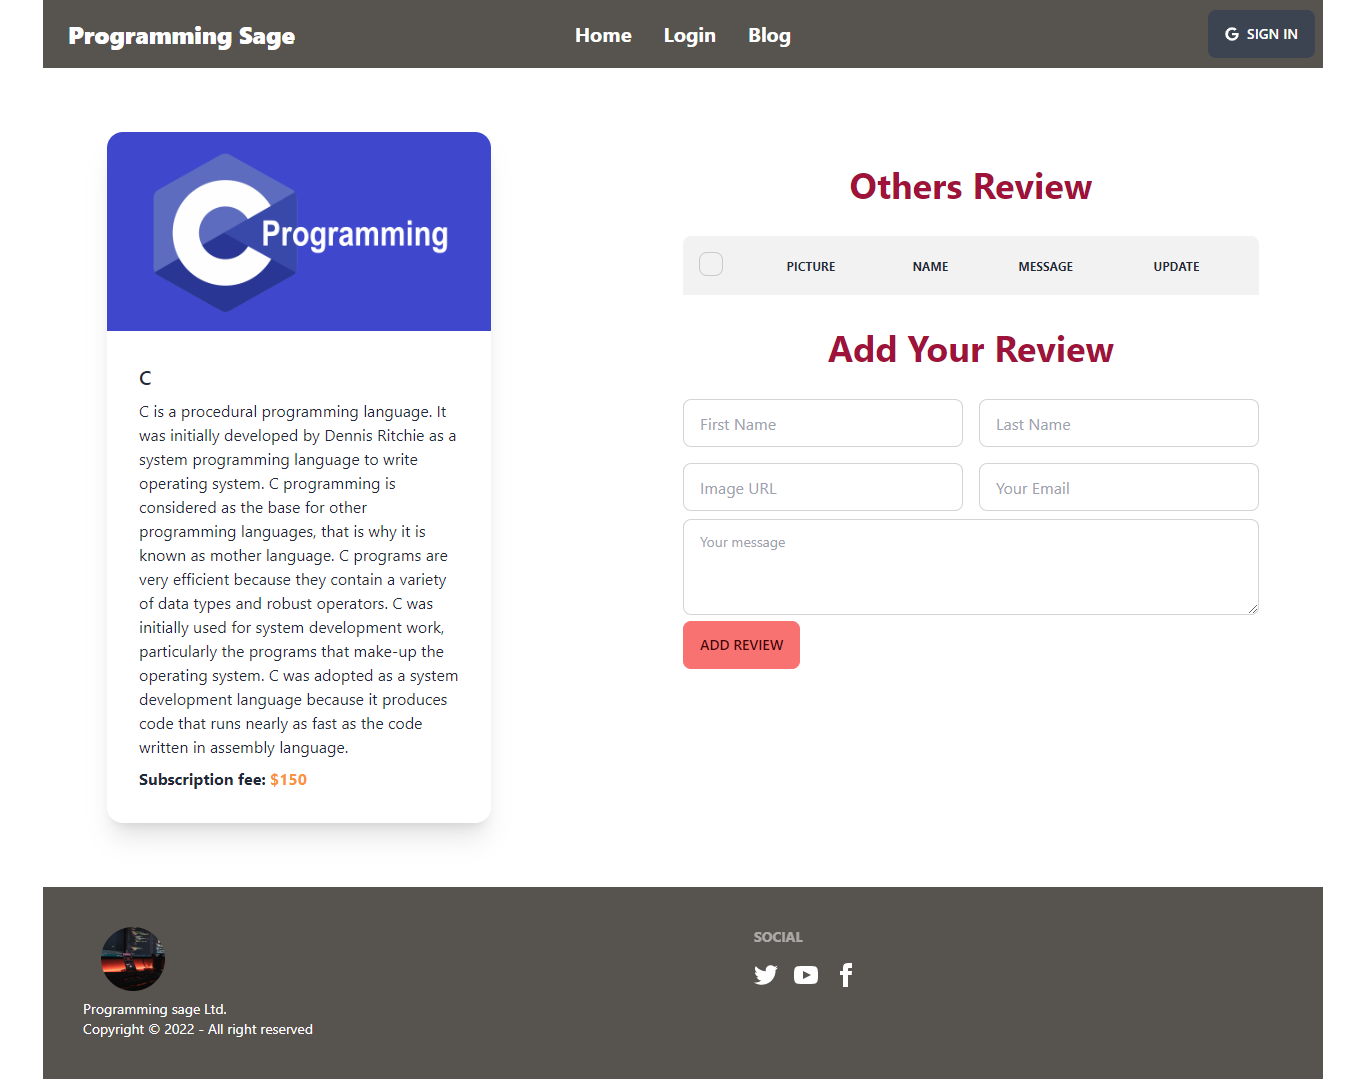 Programming Sage
Home
Login
Blog
SIGN IN
Programming
C
C is a procedural programming language. It
was initially developed by Dennis Ritchie as a
system programming language to write
operating system. C programming is
considered as the base for other
programming languages, that is why it is
known as mother language. C programs are
very efficient because they contain a variety
of data types and robust operators. C was
initially used for system development work,
particularly the programs that make-up the
operating system. C was adopted as a system
development language because it produces
code that runs nearly as fast as the code
written in assembly language.
Subscription fee: $150
Others Review
PICTURE NAME MESSAGE UPDATE
Add Your Review
First Name
Last Name
Image URL
Your Email
Your message
ADD REVIEW
Programming sage Ltd.
Copyright © 2022 - All right reserved
SOCIAL